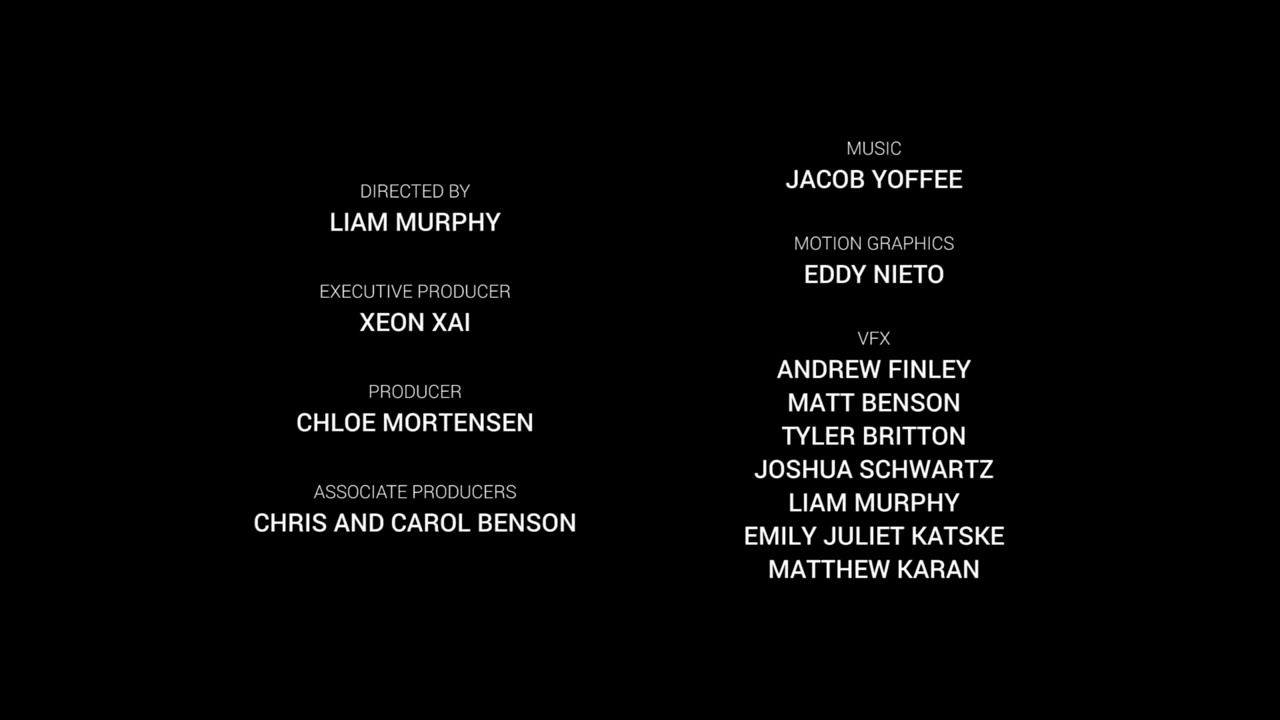 DIRECTED BY
LIAM MURPHY
EXECUTIVE PRODUCER
XEON XAI
PRODUCER
CHLOE MORTENSEN
ASSOCIATE PRODUCERS
CHRIS AND CAROL BENSON
MUSIC
JACOB YOFFEE
MOTION GRAPHICS
EDDY NIETO
VFX
ANDREW FINLEY
MATT BENSON
TYLER BRITTON
JOSHUA SCHWARTZ
LIAM MURPHY
EMILY JULIET KATSKE
MATTHEW KARAN